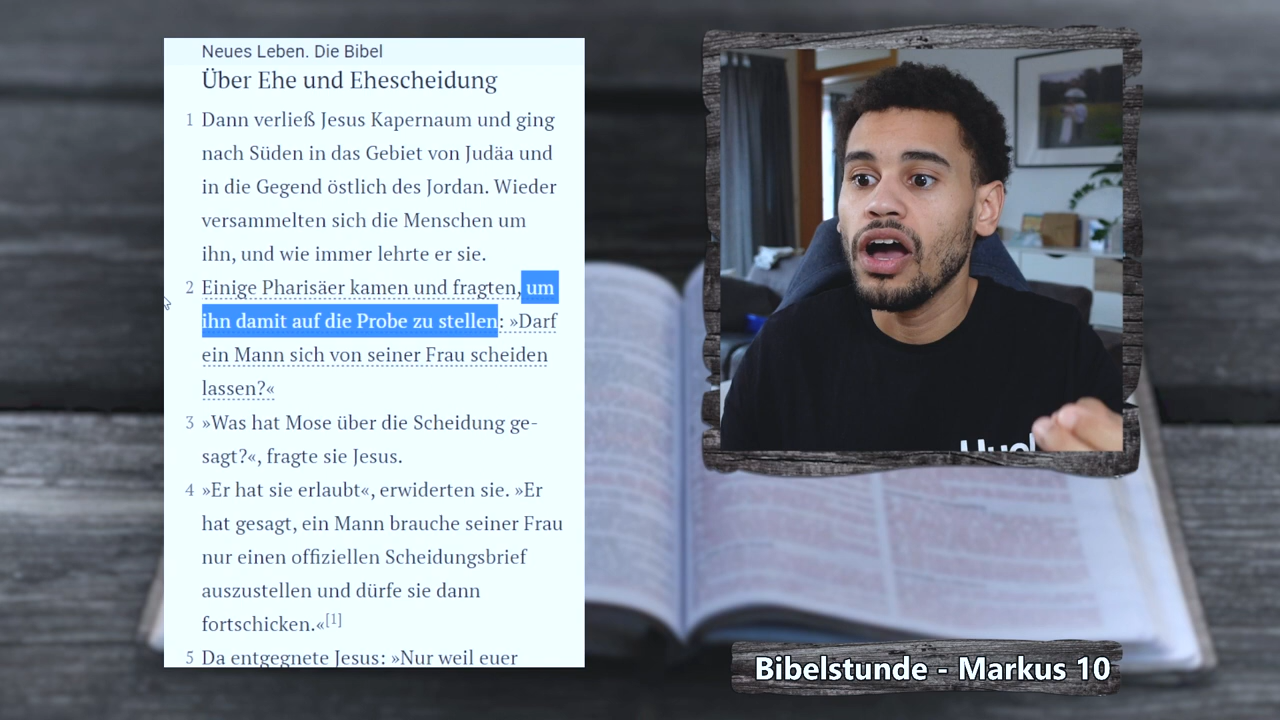 Neues Leben. Die Bibel
Über Ehe und Ehescheidung
1 Dann verließ Jesus Kapernaum und ging
nach Süden in das Gebiet von Judäa und
in die Gegend östlich des Jordan. Wieder
versammelten sich die Menschen um
ihn, und wie immer lehrte er sie.
2 Einige Pharisäer kamen und fragten, um
ihn damit auf die Probe zu stellen: »Darf
ein Mann sich von seiner Frau scheiden
lassen?«
3 »Was hat Mose über die Scheidung ge-
sagt?«, fragte sie Jesus.
4 »Er hat sie erlaubt«, erwiderten sie. »Er
hat gesagt, ein Mann brauche seiner Frau
nur einen offiziellen Scheidungsbrief
auszustellen und dürfe sie dann
fortschicken.«[1]
5 Da entgegnete Jesus: »Nur weil euer
Bibelstunde - Markus 10